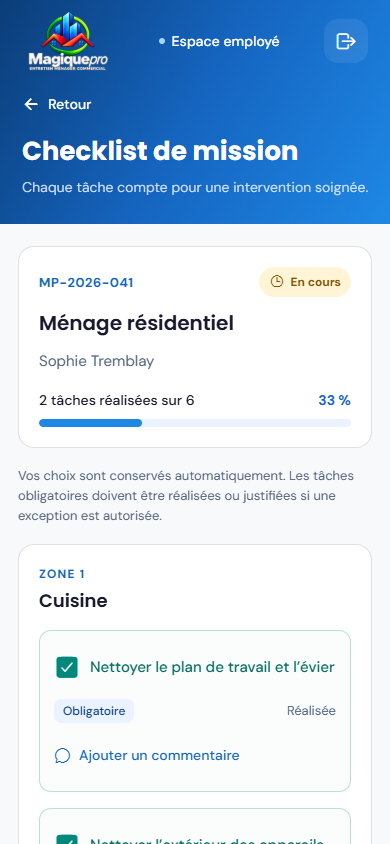 Magiquepro
ENTRETIEN MÉNAGER COMMERCIAL
Espace employé
Retour
Checklist de mission
Chaque tâche compte pour une intervention soignée.
MP-2026-041
En cours
Ménage résidentiel
Sophie Tremblay
2 tâches réalisées sur 6
33 %
Vos choix sont conservés automatiquement. Les tâches
obligatoires doivent être réalisées ou justifiées si une
exception est autorisée.
ZONE 1
Cuisine
Nettoyer le plan de travail et l’évier
Obligatoire
Réalisée
Ajouter un commentaire
Nettoyer l’extérieur des appareils